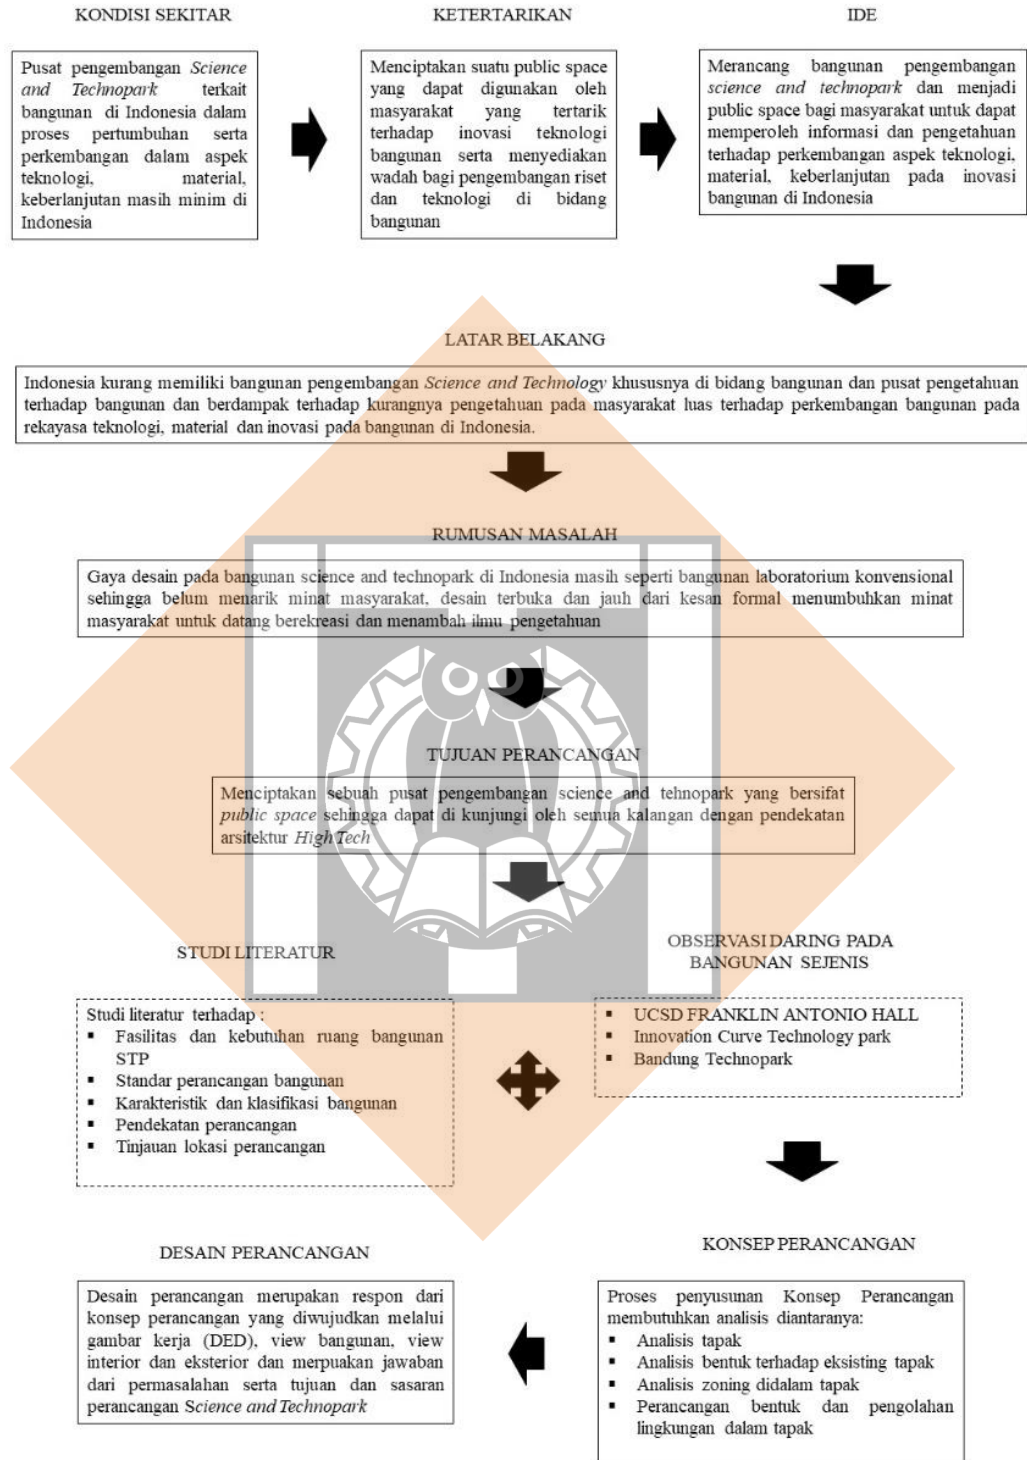 KONDISI SEKITAR
Pusat pengembangan Science
and Technopark terkait
bangunan di Indonesia dalam
proses pertumbuhan serta
perkembangan dalam aspek
teknologi, material,
keberlanjutan masih minim di
Indonesia
KETERTARIKAN
Menciptakan suatu public space
yang dapat digunakan oleh
masyarakat yang tertarik
terhadap inovasi teknologi
bangunan serta menyediakan
wadah bagi pengembangan riset
dan teknologi di bidang
bangunan
IDE
Merancang bangunan pengembangan
science and technopark dan menjadi
public space bagi masyarakat untuk dapat
memperoleh informasi dan pengetahuan
terhadap perkembangan aspek teknologi,
material, keberlanjutan pada inovasi
bangunan di Indonesia
LATAR BELAKANG
Indonesia kurang memiliki bangunan pengembangan Science and Technology khususnya di bidang bangunan dan pusat pengetahuan
terhadap bangunan dan berdampak terhadap kurangnya pengetahuan pada masyarakat luas terhadap perkembangan bangunan pada
rekayasa teknologi, material dan inovasi pada bangunan di Indonesia.
RUMUSAN MASALAH
Gaya desain pada bangunan science and technopark di Indonesia masih seperti bangunan laboratorium konvensional
sehingga belum menarik minat masyarakat, desain terbuka dan jauh dari kesan formal menumbuhkan minat
masyarakat untuk datang berekreasi dan menambah ilmu pengetahuan
TUJUAN PERANCANGAN
Menciptakan sebuah pusat pengembangan science and tehnopark yang bersifat
public space sehingga dapat di kunjungi oleh semua kalangan dengan pendekatan
arsitektur High Tech
STUDI LITERATUR
Studi literatur terhadap :
▪ Fasilitas dan kebutuhan ruang bangunan
STP
▪ Standar perancangan bangunan
▪ Karakteristik dan klasifikasi bangunan
▪ Pendekatan perancangan
▪ Tinjauan lokasi perancangan
OBSERVASI DARING PADA
BANGUNAN SEJENIS
▪ UCSD FRANKLIN ANTONIO HALL
▪ Innovation Curve Technology park
▪ Bandung Technopark
KONSEP PERANCANGAN
Proses penyusunan Konsep Perancangan
membutuhkan analisis diantaranya:
▪ Analisis tapak
▪ Analisis bentuk terhadap eksisting tapak
▪ Analisis zoning didalam tapak
▪ Perancangan bentuk dan pengolahan
lingkungan dalam tapak
DESAIN PERANCANGAN
Desain perancangan merupakan respon dari
konsep perancangan yang diwujudkan melalui
gambar kerja (DED), view bangunan, view
interior dan eksterior dan merpuakan jawaban
dari permasalahan serta tujuan dan sasaran
perancangan Science and Technopark